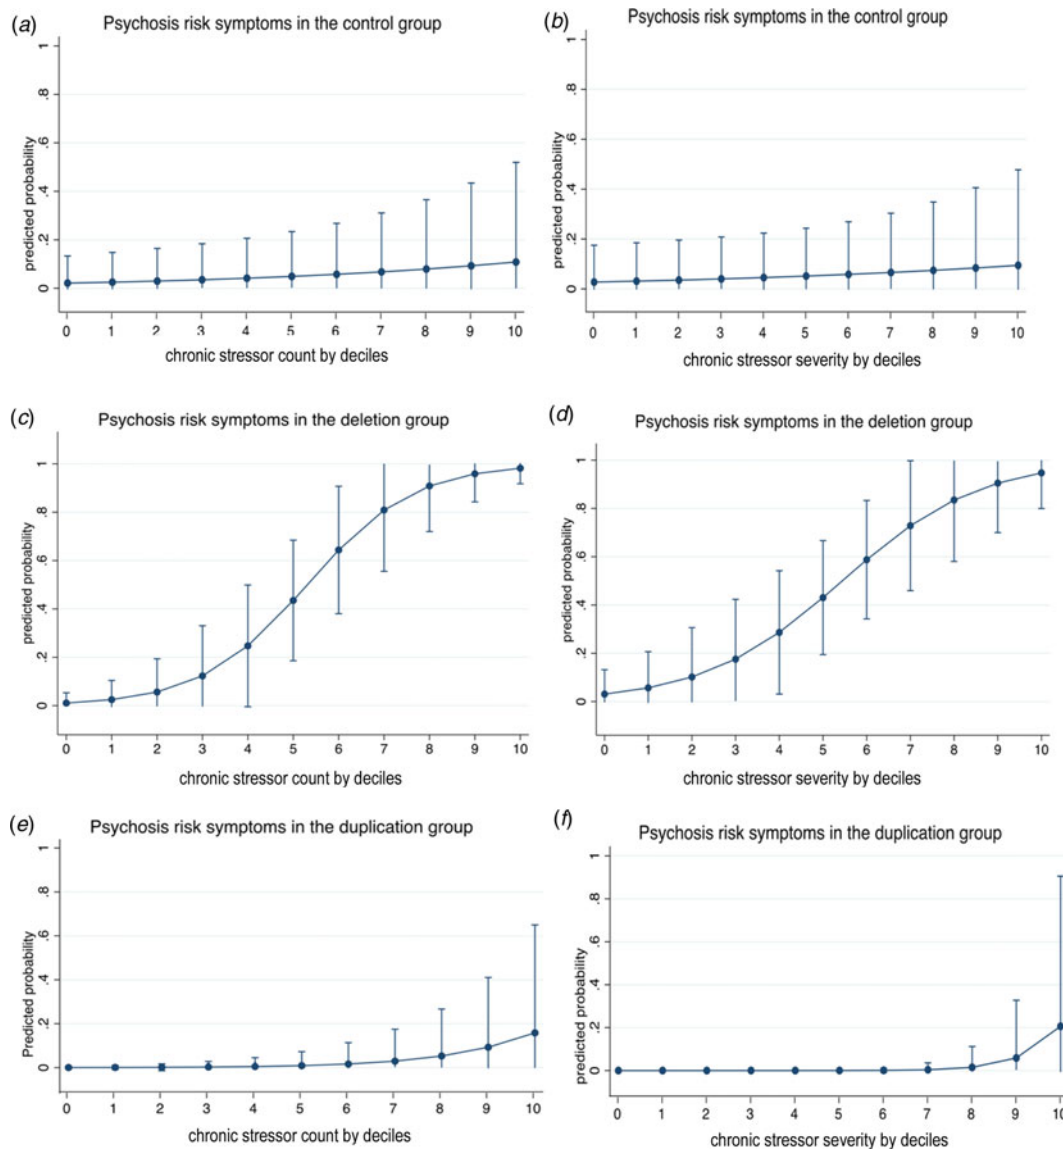 (a) Psychosis risk symptoms in the control group
predicted probability
1
.8
.6
.4
.2
0
0 1 2 3 4 5 6 7 8 9 10
chronic stressor count by deciles
(b) Psychosis risk symptoms in the control group
predicted probability
1
.8
.6
.4
.2
0
0 1 2 3 4 5 6 7 8 9 10
chronic stressor severity by deciles
(c) Psychosis risk symptoms in the deletion group
predicted probability
1
.8
.6
.4
.2
0
0 1 2 3 4 5 6 7 8 9 10
chronic stressor count by deciles
(d) Psychosis risk symptoms in the deletion group
predicted probability
1
.8
.6
.4
.2
0
0 1 2 3 4 5 6 7 8 9 10
chronic stressor severity by deciles
(e) Psychosis risk symptoms in the duplication group
Predicted probability
1
.8
.6
.4
.2
0
0 1 2 3 4 5 6 7 8 9 10
chronic stressor count by deciles
(f) Psychosis risk symptoms in the duplication group
predicted probability
1
.8
.6
.4
.2
0
0 1 2 3 4 5 6 7 8 9 10
chronic stressor severity by deciles